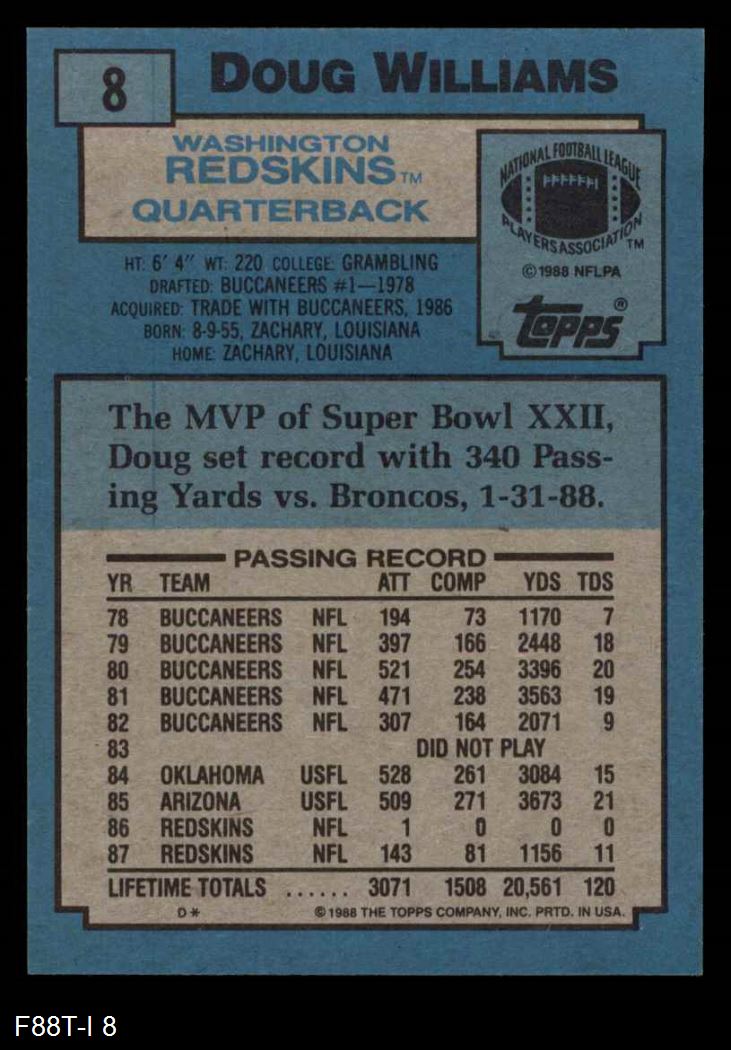 8
DOUG WILLIAMS
WASHINGTON
REDSKINS TM
QUARTERBACK
NATIONAL FOOTBALL LEAGUE
PLAYERS ASSOCIATION TM
© 1988 NFLPA
TOPPS®
HT: 6' 4" WT: 220 COLLEGE: GRAMBLING
DRAFTED: BUCCANEERS #1—1978
ACQUIRED: TRADE WITH BUCCANEERS, 1986
BORN: 8-9-55, ZACHARY, LOUISIANA
HOME: ZACHARY, LOUISIANA
The MVP of Super Bowl XXII,
Doug set record with 340 Pass-
ing Yards vs. Broncos, 1-31-88.
PASSING RECORD
YR TEAM ATT COMP YDS TDS
78 BUCCANEERS NFL 194 73 1170 7
79 BUCCANEERS NFL 397 166 2448 18
80 BUCCANEERS NFL 521 254 3396 20
81 BUCCANEERS NFL 471 238 3563 19
82 BUCCANEERS NFL 307 164 2071 9
83 DID NOT PLAY
84 OKLAHOMA USFL 528 261 3084 15
85 ARIZONA USFL 509 271 3673 21
86 REDSKINS NFL 1 0 0 0
87 REDSKINS NFL 143 81 1156 11
LIFETIME TOTALS ...... 3071 1508 20,561 120
D* © 1988 THE TOPPS COMPANY, INC. PRTD. IN USA.
F88T-I 8